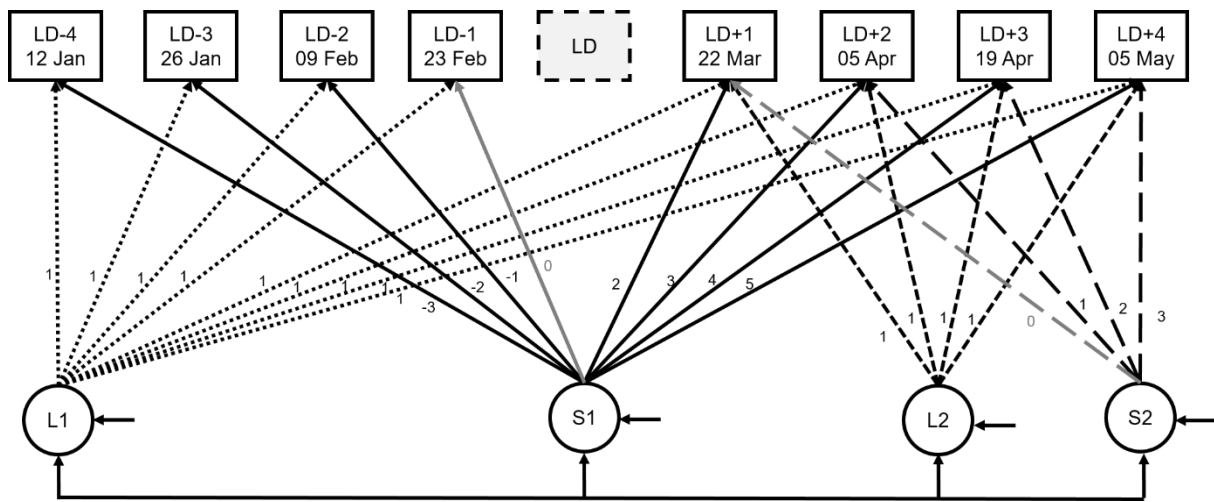 LD-4
12 Jan
LD-3
26 Jan
LD-2
09 Feb
LD-1
23 Feb
LD
LD+1
22 Mar
LD+2
05 Apr
LD+3
19 Apr
LD+4
05 May
1
1
1
1
1
1
1
1
1
-3
-2
-1
0
2
3
4
5
1
1
1
1
0
1
2
3
L1
S1
L2
S2